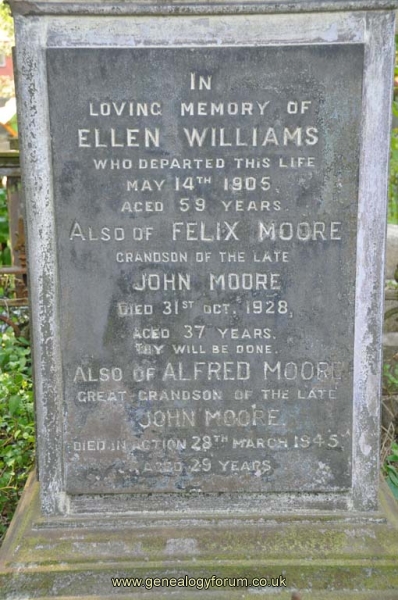 IN
LOVING MEMORY OF
ELLEN WILLIAMS
WHO DEPARTED THIS LIFE
MAY 14TH 1905,
AGED 59 YEARS
ALSO OF FELIX MOORE
GRANDSON OF THE LATE
JOHN MOORE
DIED 31ST OCT. 1928,
AGED 37 YEARS.
THY WILL BE DONE.
ALSO OF ALFRED MOORE
GREAT-GRANDSON OF THE LATE
JOHN MOORE.
DIED IN ACTION 28TH MARCH 1945
AGED 29 YEARS
www.genealogyforum.co.uk